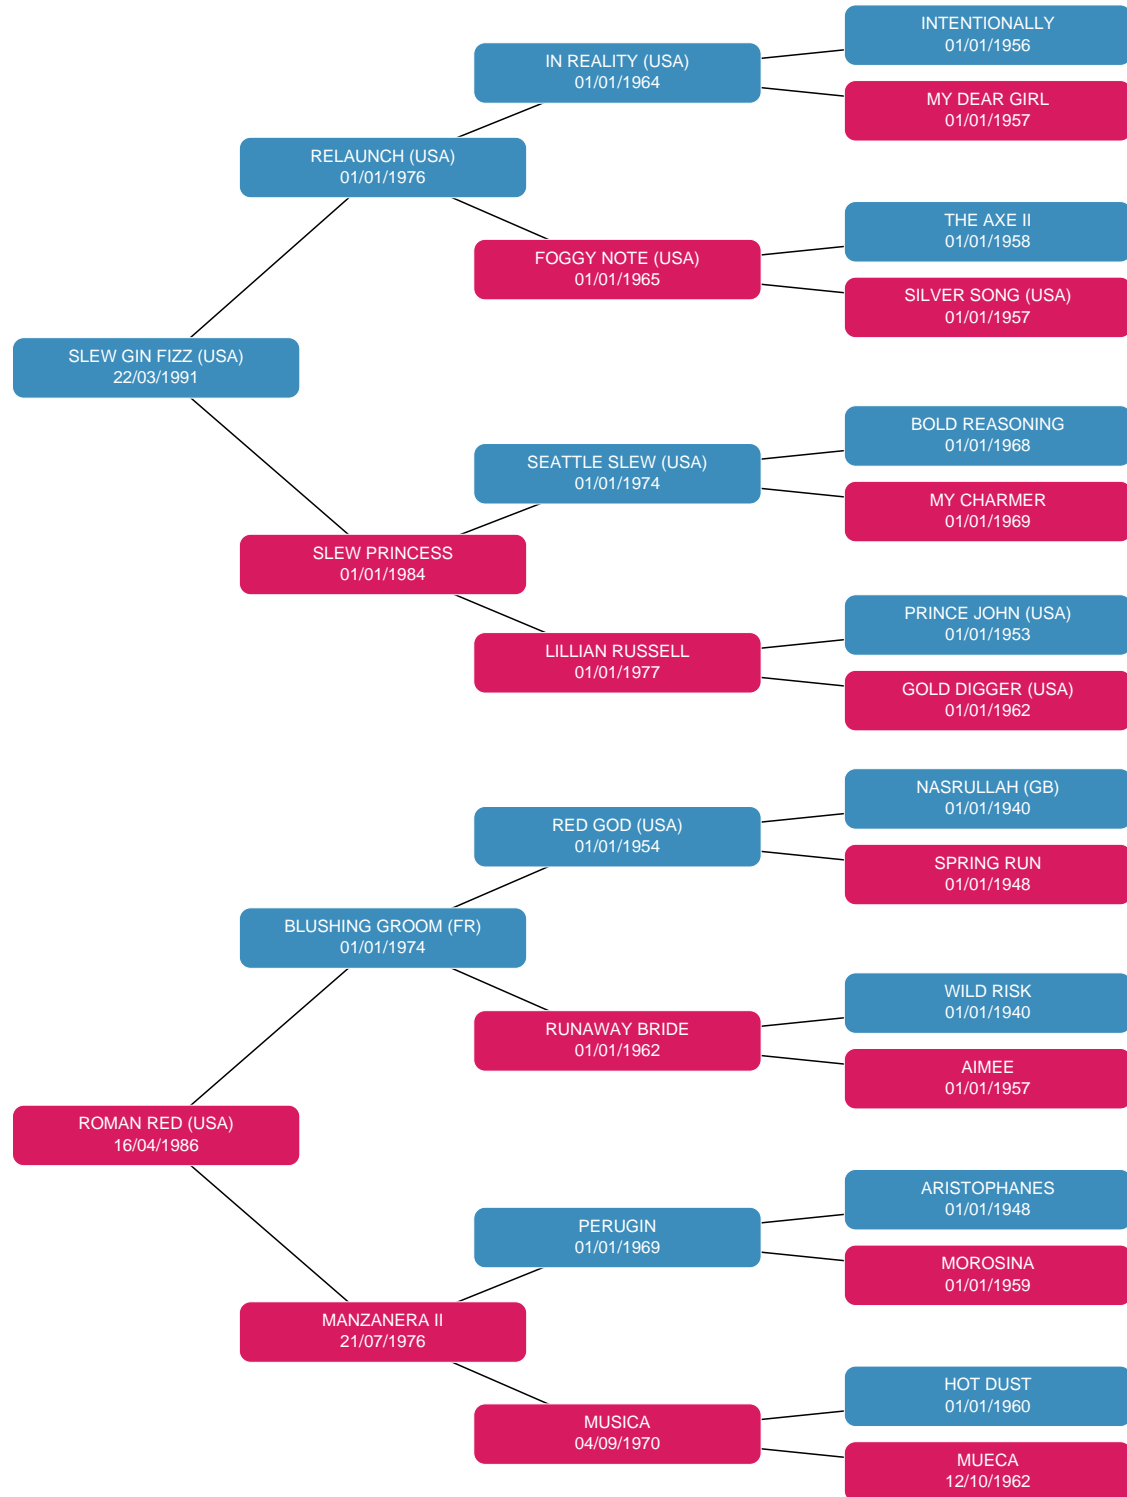 INTENTIONALLY
01/01/1956
IN REALITY (USA)
01/01/1964
MY DEAR GIRL
01/01/1957
RELAUNCH (USA)
01/01/1976
THE AXE II
01/01/1958
FOGGY NOTE (USA)
01/01/1965
SILVER SONG (USA)
01/01/1957
SLEW GIN FIZZ (USA)
22/03/1991
BOLD REASONING
01/01/1968
SEATTLE SLEW (USA)
01/01/1974
MY CHARMER
01/01/1969
SLEW PRINCESS
01/01/1984
PRINCE JOHN (USA)
01/01/1953
LILLIAN RUSSELL
01/01/1977
GOLD DIGGER (USA)
01/01/1962
NASRULLAH (GB)
01/01/1940
RED GOD (USA)
01/01/1954
SPRING RUN
01/01/1948
BLUSHING GROOM (FR)
01/01/1974
WILD RISK
01/01/1940
RUNAWAY BRIDE
01/01/1962
AIMEE
01/01/1957
ROMAN RED (USA)
16/04/1986
ARISTOPHANES
01/01/1948
PERUGIN
01/01/1969
MOROSINA
01/01/1959
MANZANERA II
21/07/1976
HOT DUST
01/01/1960
MUSICA
04/09/1970
MUECA
12/10/1962